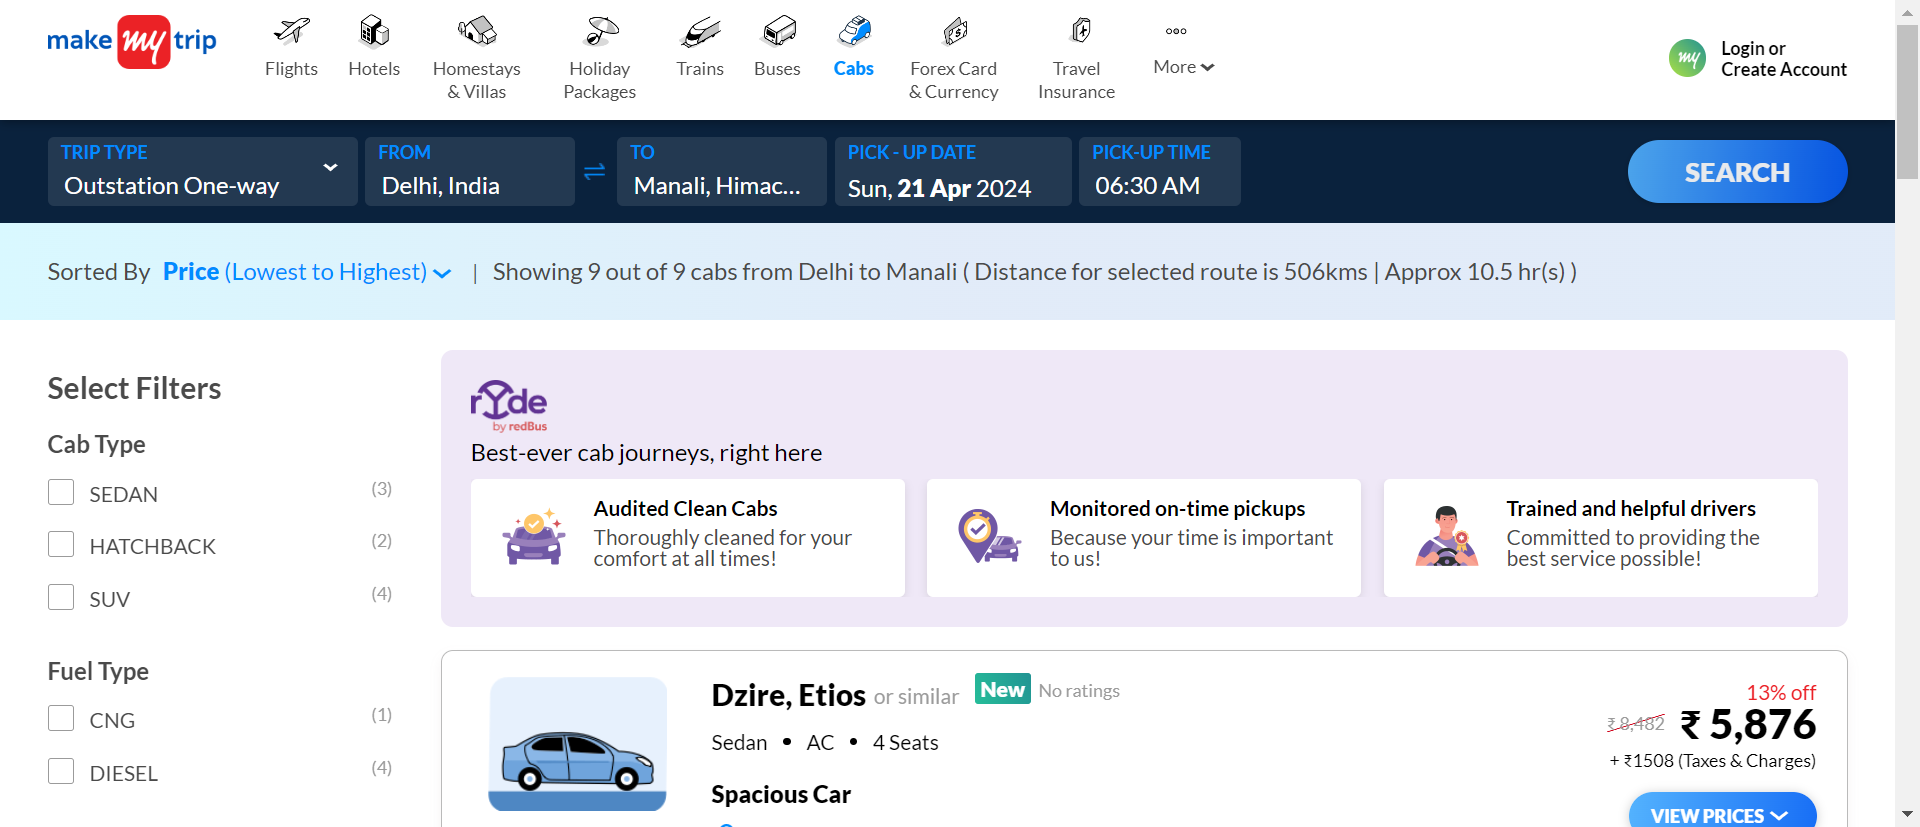 make my trip
Flights
Hotels
Homestays
& Villas
Holiday
Packages
Trains
Buses
Cabs
Forex Card
& Currency
Travel
Insurance
More
my
Login or
Create Account
TRIP TYPE
Outstation One-way
FROM
Delhi, India
TO
Manali, Himac...
PICK - UP DATE
Sun, 21 Apr 2024
PICK-UP TIME
06:30 AM
SEARCH
Sorted By Price (Lowest to Highest) | Showing 9 out of 9 cabs from Delhi to Manali ( Distance for selected route is 506kms | Approx 10.5 hr(s) )
Select Filters
Cab Type
SEDAN (3)
HATCHBACK (2)
SUV (4)
Fuel Type
CNG (1)
DIESEL (4)
rYde
by redBus
Best-ever cab journeys, right here
Audited Clean Cabs
Thoroughly cleaned for your
comfort at all times!
Monitored on-time pickups
Because your time is important
to us!
Trained and helpful drivers
Committed to providing the
best service possible!
Dzire, Etios or similar New No ratings
Sedan • AC • 4 Seats
Spacious Car
13% off
₹ 8,482 ₹ 5,876
+ ₹1508 (Taxes & Charges)
VIEW PRICES